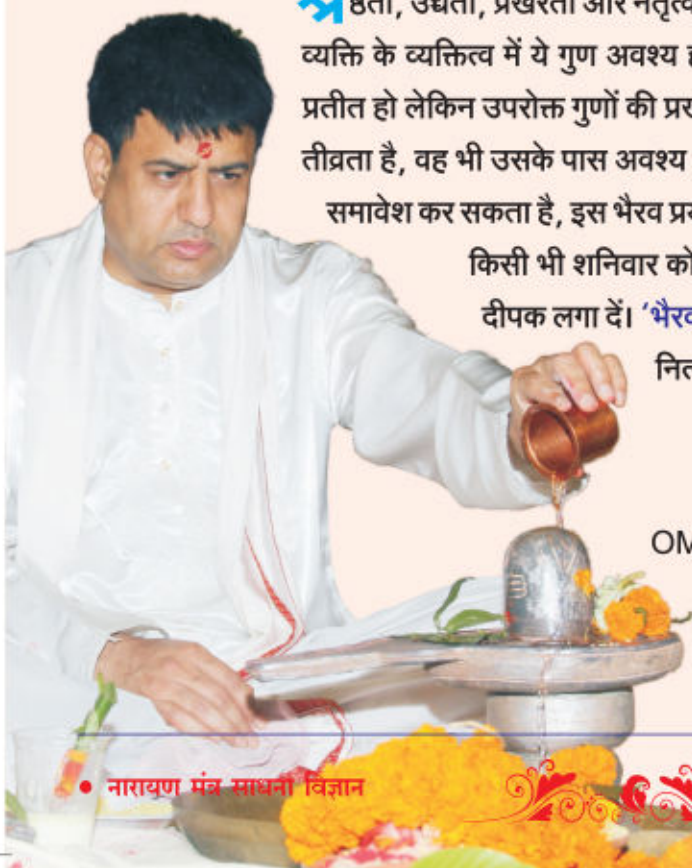 ष्ठता, उद्यता, प्रखरता और नेतृत्व
व्यक्ति के व्यक्तित्व में ये गुण अवश्य
प्रतीत हो लेकिन उपरोक्त गुणों की
तीव्रता है, वह भी उसके पास अवश्य
समावेश कर सकता है, इस भैरव
किसी भी शनिवार को
दीपक लगा दें। ‘भैरव
OM
• नारायण मंत्र साधना विज्ञान